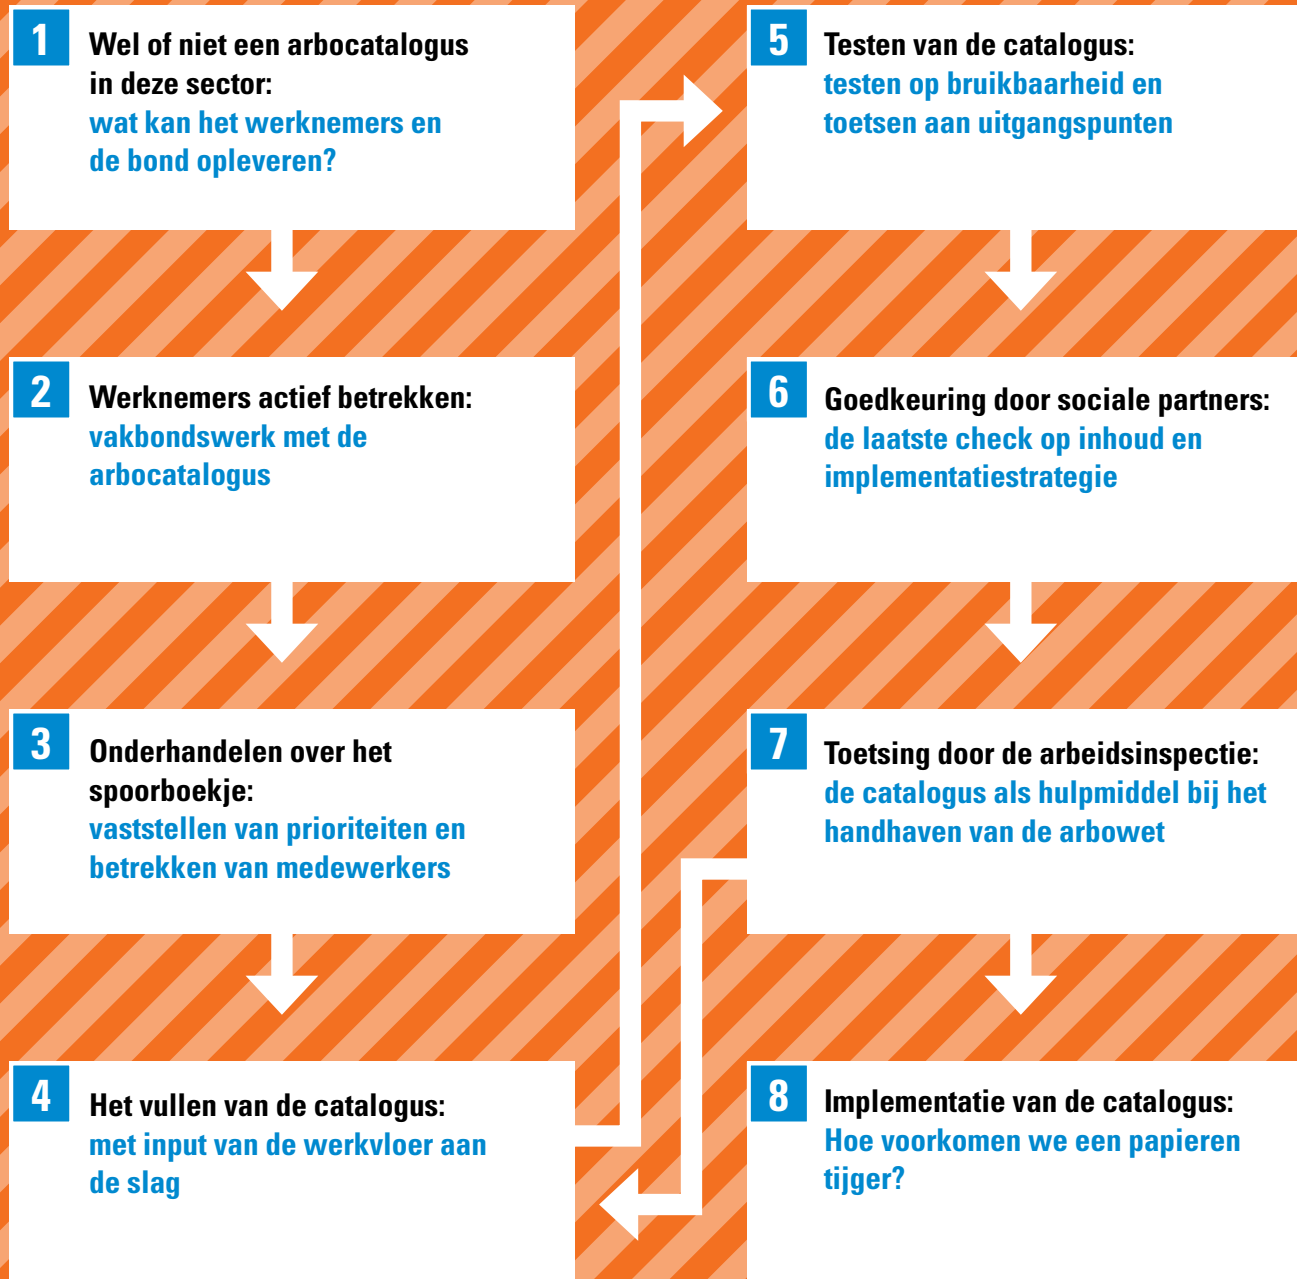 1
Wel of niet een arbocatalogus
in deze sector:
wat kan het werknemers en
de bond opleveren?
2
Werknemers actief betrekken:
vakbondswerk met de
arbocatalogus
3
Onderhandelen over het
spoorboekje:
vaststellen van prioriteiten en
betrekken van medewerkers
4
Het vullen van de catalogus:
met input van de werkvloer aan
de slag
5
Testen van de catalogus:
testen op bruikbaarheid en
toetsen aan uitgangspunten
6
Goedkeuring door sociale partners:
de laatste check op inhoud en
implementatiestrategie
7
Toetsing door de arbeidsinspectie:
de catalogus als hulpmiddel bij het
handhaven van de arbowet
8
Implementatie van de catalogus:
Hoe voorkomen we een papieren
tijger?